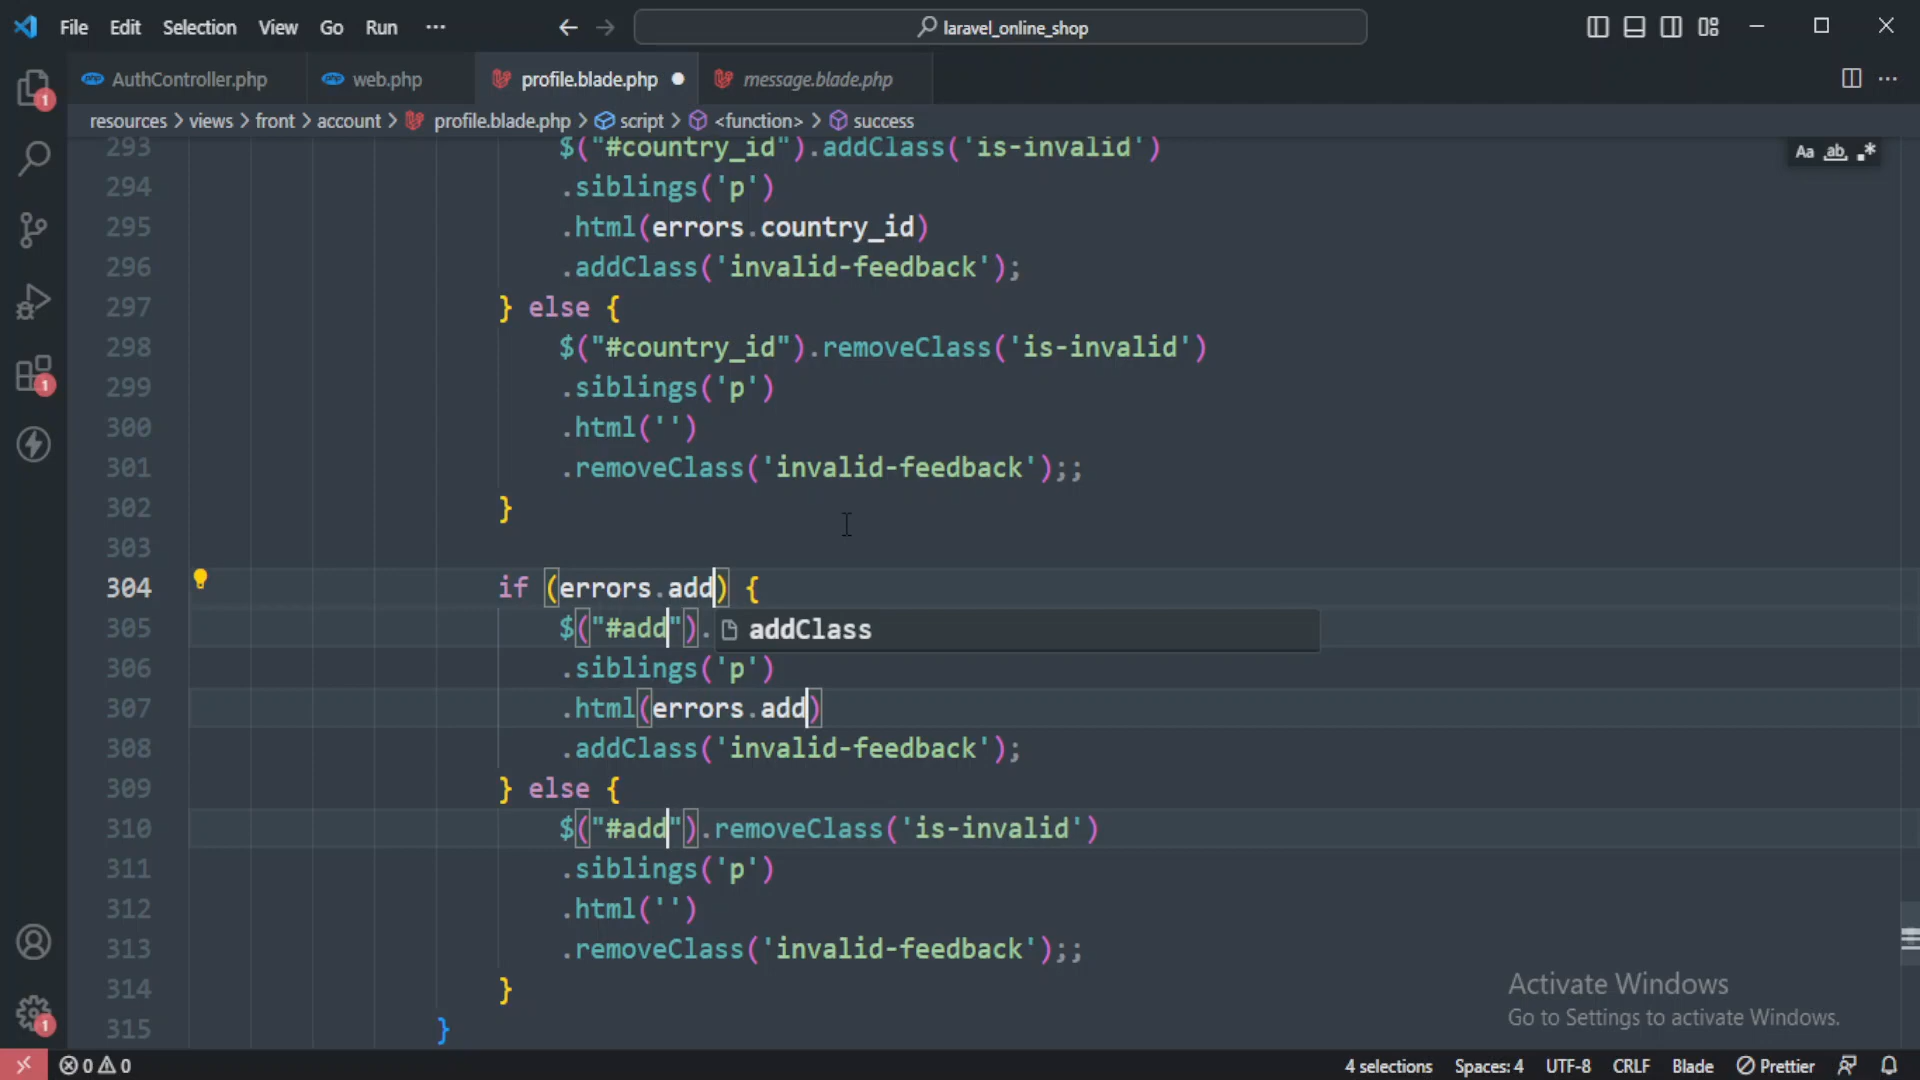 File Edit Selection View Go Run ··· laravel_online_shop
AuthController.php web.php profile.blade.php message.blade.php
resources > views > front > account > profile.blade.php > script > <function> > success
Aa ab .*
293 $("#country_id").addClass('is-invalid')
294 .siblings('p')
295 .html(errors.country_id)
296 .addClass('invalid-feedback');
297 } else {
298 $("#country_id").removeClass('is-invalid')
299 .siblings('p')
300 .html('')
301 .removeClass('invalid-feedback');;
302 }
303
304 if (errors.add) {
305 $("#add"). addClass
306 .siblings('p')
307 .html(errors.add)
308 .addClass('invalid-feedback');
309 } else {
310 $("#add").removeClass('is-invalid')
311 .siblings('p')
312 .html('')
313 .removeClass('invalid-feedback');;
314 }
315 }
Activate Windows
Go to Settings to activate Windows.
0 0 4 selections Spaces: 4 UTF-8 CRLF Blade Prettier